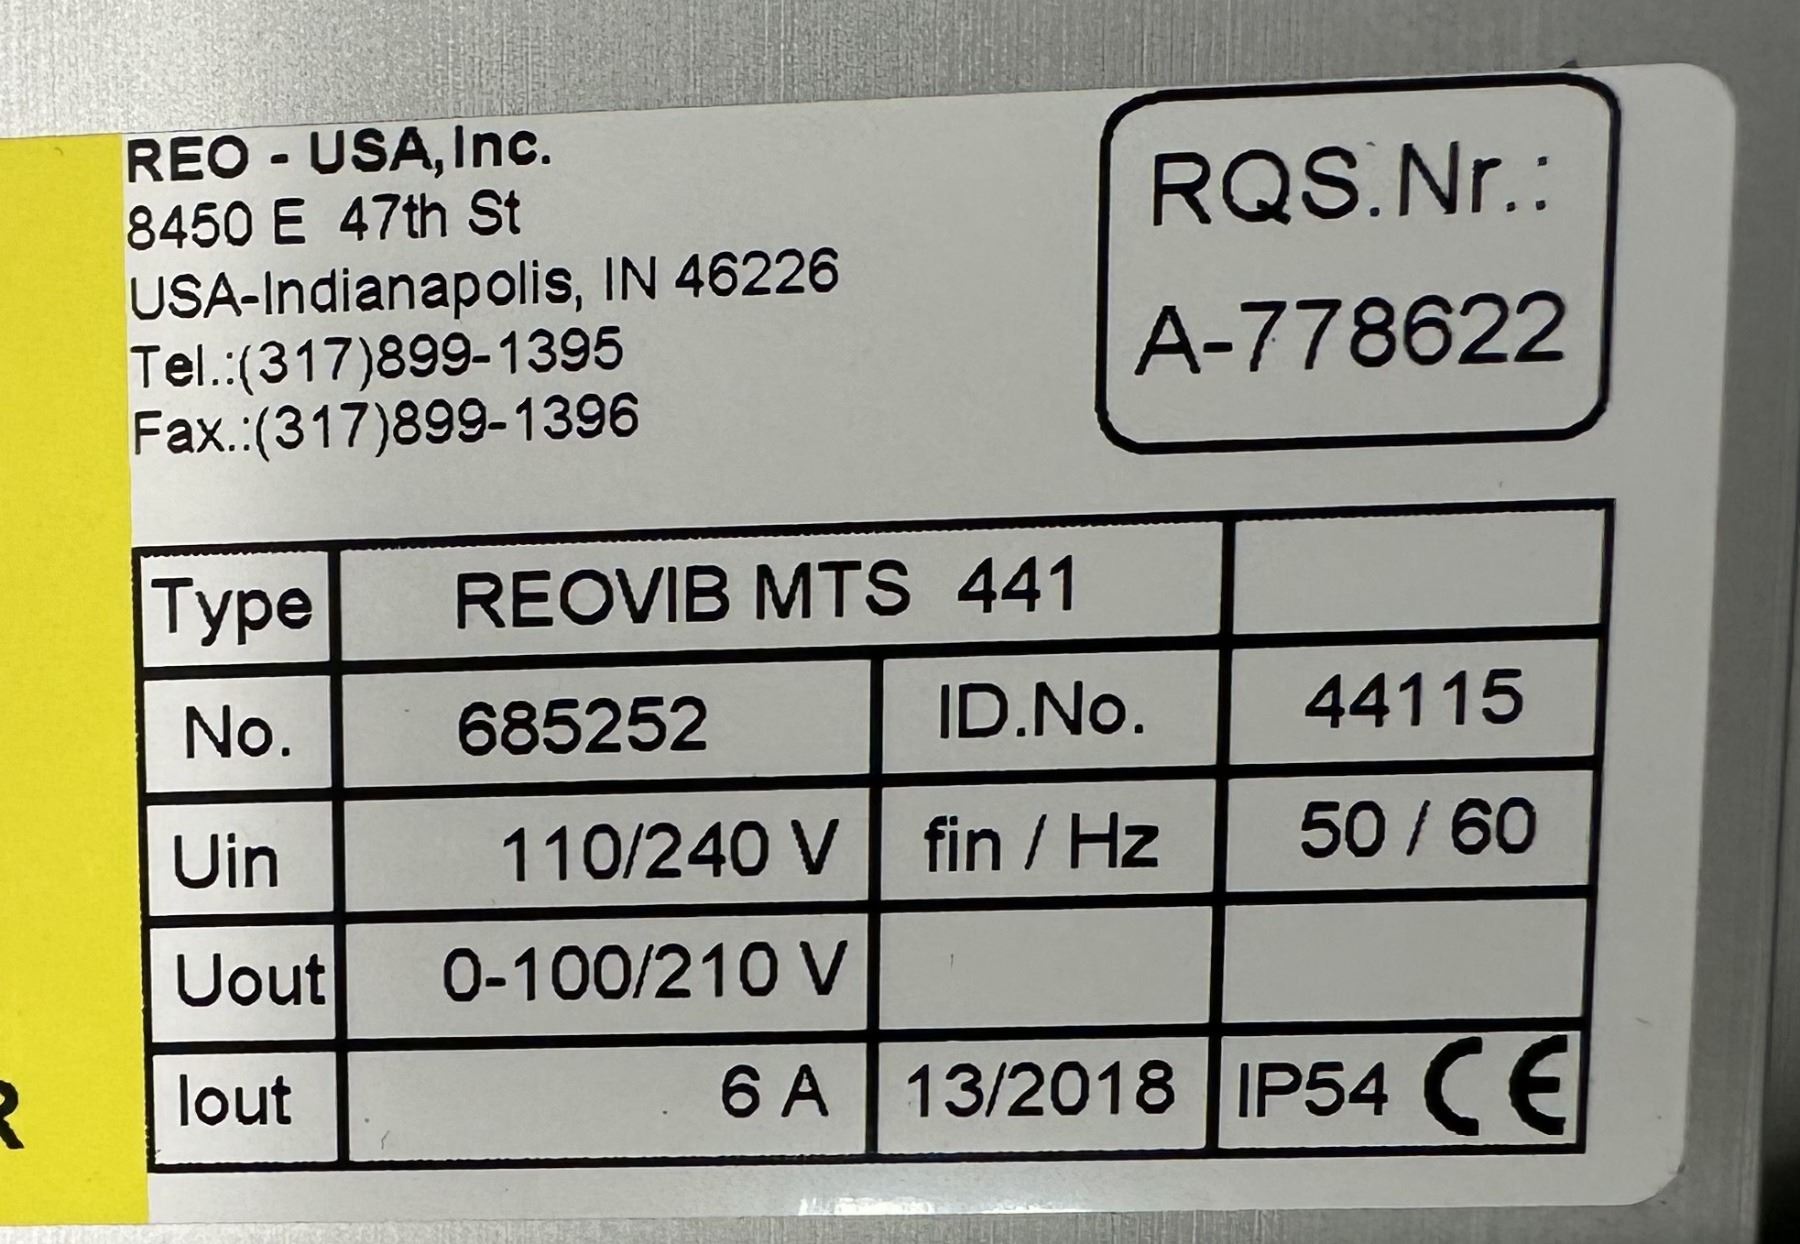 REO - USA, Inc.
8450 E 47th St
USA-Indianapolis, IN 46226
Tel.:(317)899-1395
Fax.:(317)899-1396
RQS.Nr.:
A-778622
Type REOVIB MTS 441
No. 685252 ID.No. 44115
Uin 110/240 V fin / Hz 50 / 60
Uout 0-100/210 V
Iout 6 A 13/2018 IP54 CE
R